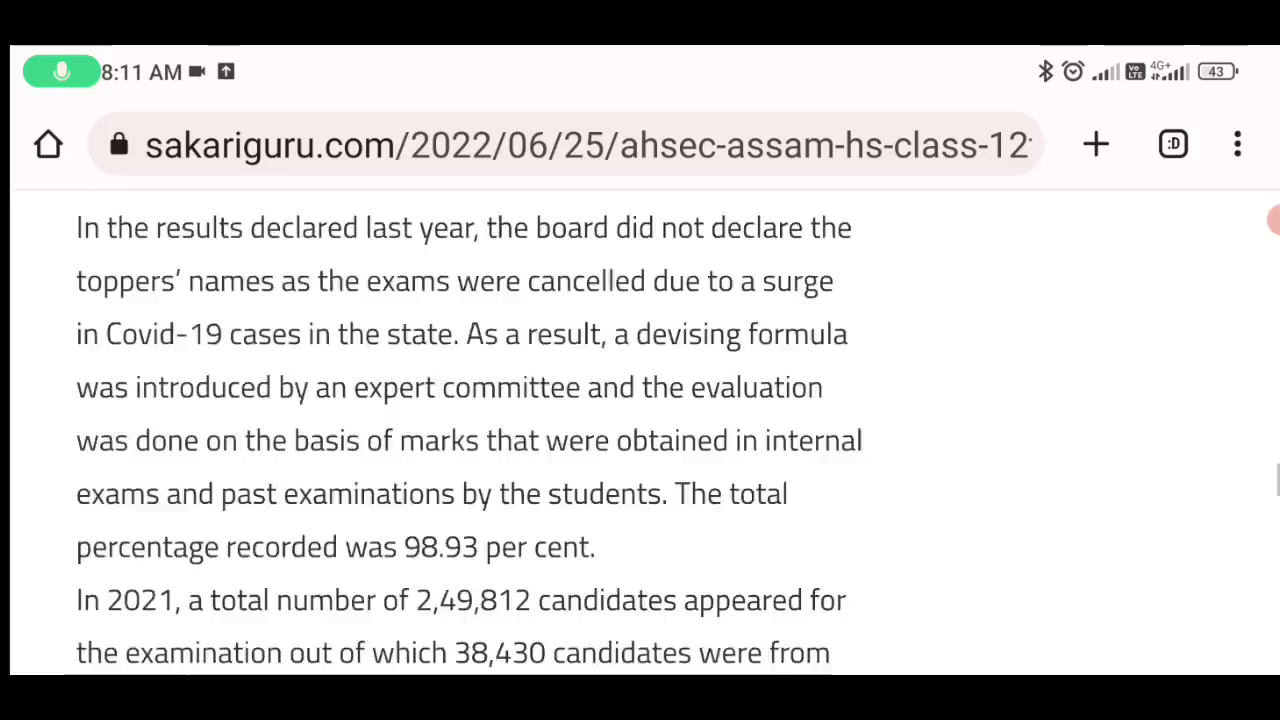 8:11 AM 4G+ Vo LTE 43
sakariguru.com/2022/06/25/ahsec-assam-hs-class-12
:D
In the results declared last year, the board did not declare the
toppers’ names as the exams were cancelled due to a surge
in Covid-19 cases in the state. As a result, a devising formula
was introduced by an expert committee and the evaluation
was done on the basis of marks that were obtained in internal
exams and past examinations by the students. The total
percentage recorded was 98.93 per cent.
In 2021, a total number of 2,49,812 candidates appeared for
the examination out of which 38,430 candidates were from